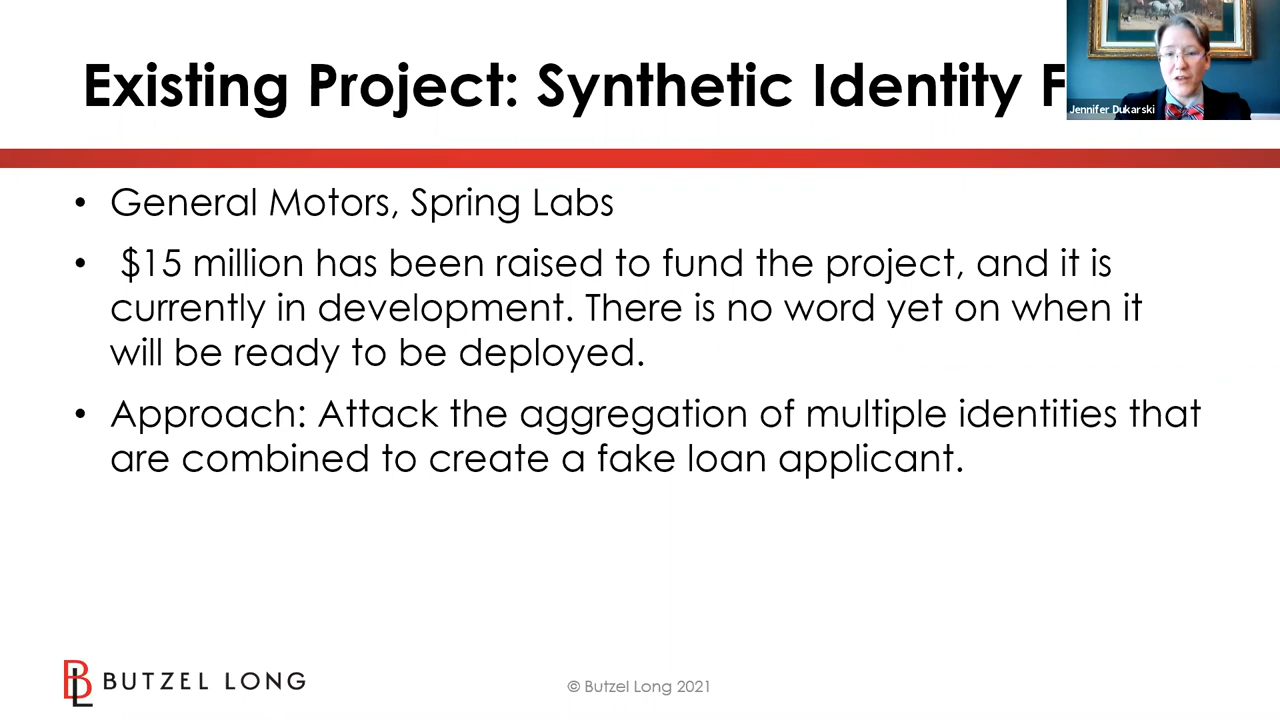 Existing Project: Synthetic Identity F
Jennifer Dukarski
• General Motors, Spring Labs
• $15 million has been raised to fund the project, and it is
currently in development. There is no word yet on when it
will be ready to be deployed.
• Approach: Attack the aggregation of multiple identities that
are combined to create a fake loan applicant.
BL BUTZEL LONG
© Butzel Long 2021